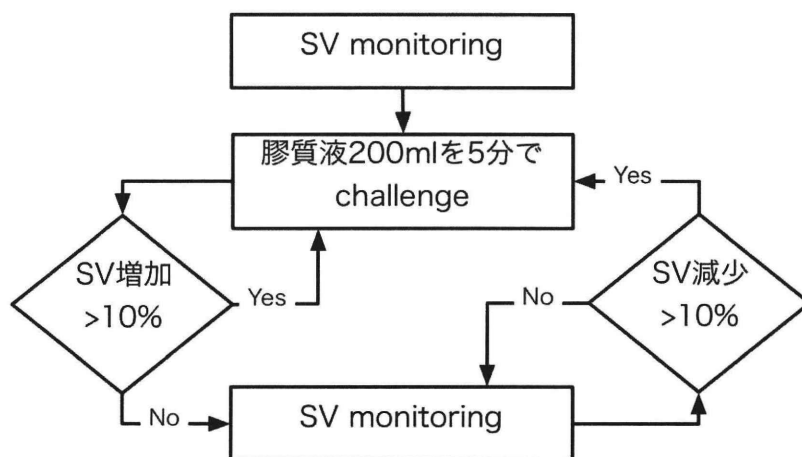 SV monitoring
膠質液200mlを5分で
challenge
SV増加
>10%
Yes
No
SV monitoring
SV減少
>10%
Yes
No